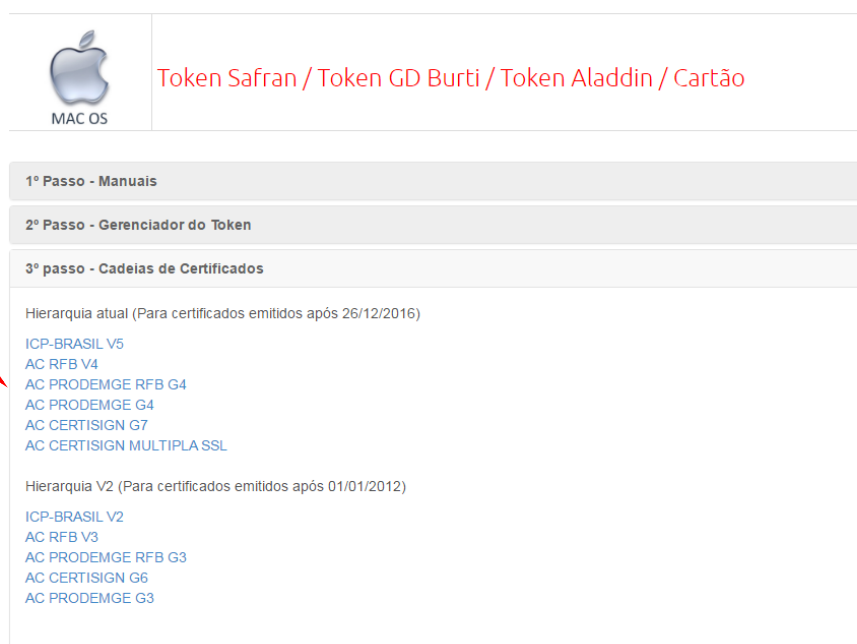 MAC OS
Token Safran / Token GD Burti / Token Aladdin / Cartão
1º Passo - Manuais
2º Passo - Gerenciador do Token
3º passo - Cadeias de Certificados
Hierarquia atual (Para certificados emitidos após 26/12/2016)
ICP-BRASIL V5
AC RFB V4
AC PRODEMGE RFB G4
AC PRODEMGE G4
AC CERTISIGN G7
AC CERTISIGN MULTIPLA SSL
Hierarquia V2 (Para certificados emitidos após 01/01/2012)
ICP-BRASIL V2
AC RFB V3
AC PRODEMGE RFB G3
AC CERTISIGN G6
AC PRODEMGE G3